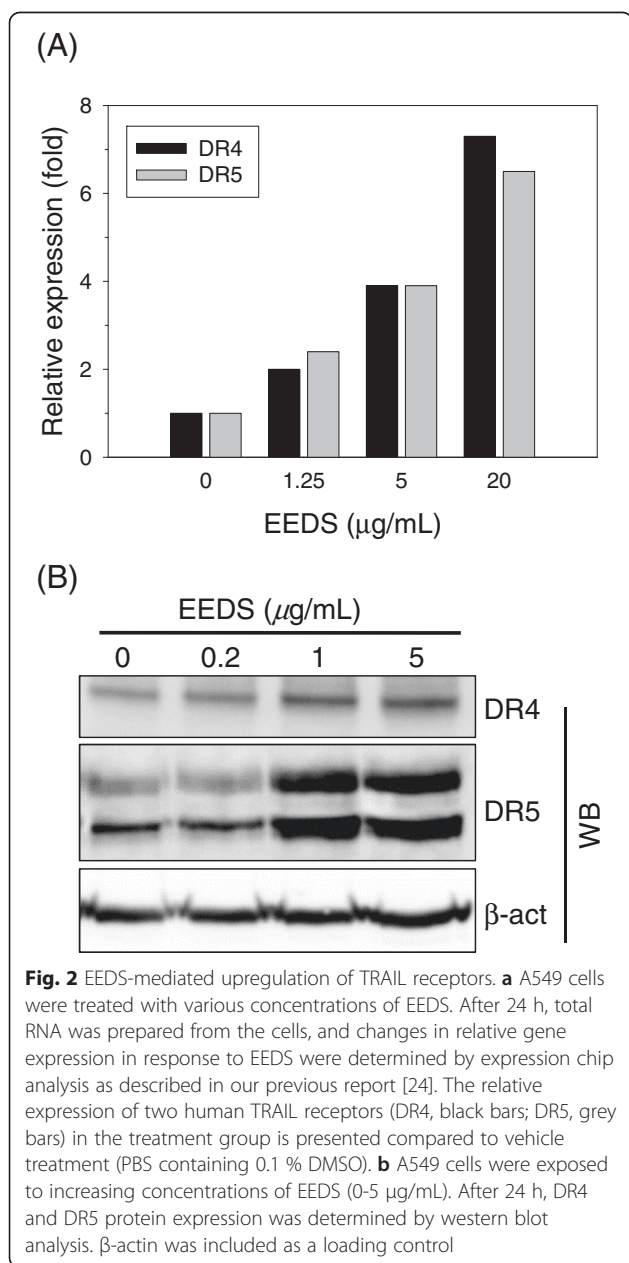 (A)
8
6
4
2
0
Relative expression (fold)
DR4
DR5
0 1.25 5 20
EEDS (μg/mL)
(B)
EEDS (μg/mL)
0 0.2 1 5
DR4
DR5
β-act
WB
Fig. 2 EEDS-mediated upregulation of TRAIL receptors. a A549 cells
were treated with various concentrations of EEDS. After 24 h, total
RNA was prepared from the cells, and changes in relative gene
expression in response to EEDS were determined by expression chip
analysis as described in our previous report [24]. The relative
expression of two human TRAIL receptors (DR4, black bars; DR5, grey
bars) in the treatment group is presented compared to vehicle
treatment (PBS containing 0.1 % DMSO). b A549 cells were exposed
to increasing concentrations of EEDS (0-5 μg/mL). After 24 h, DR4
and DR5 protein expression was determined by western blot
analysis. β-actin was included as a loading control